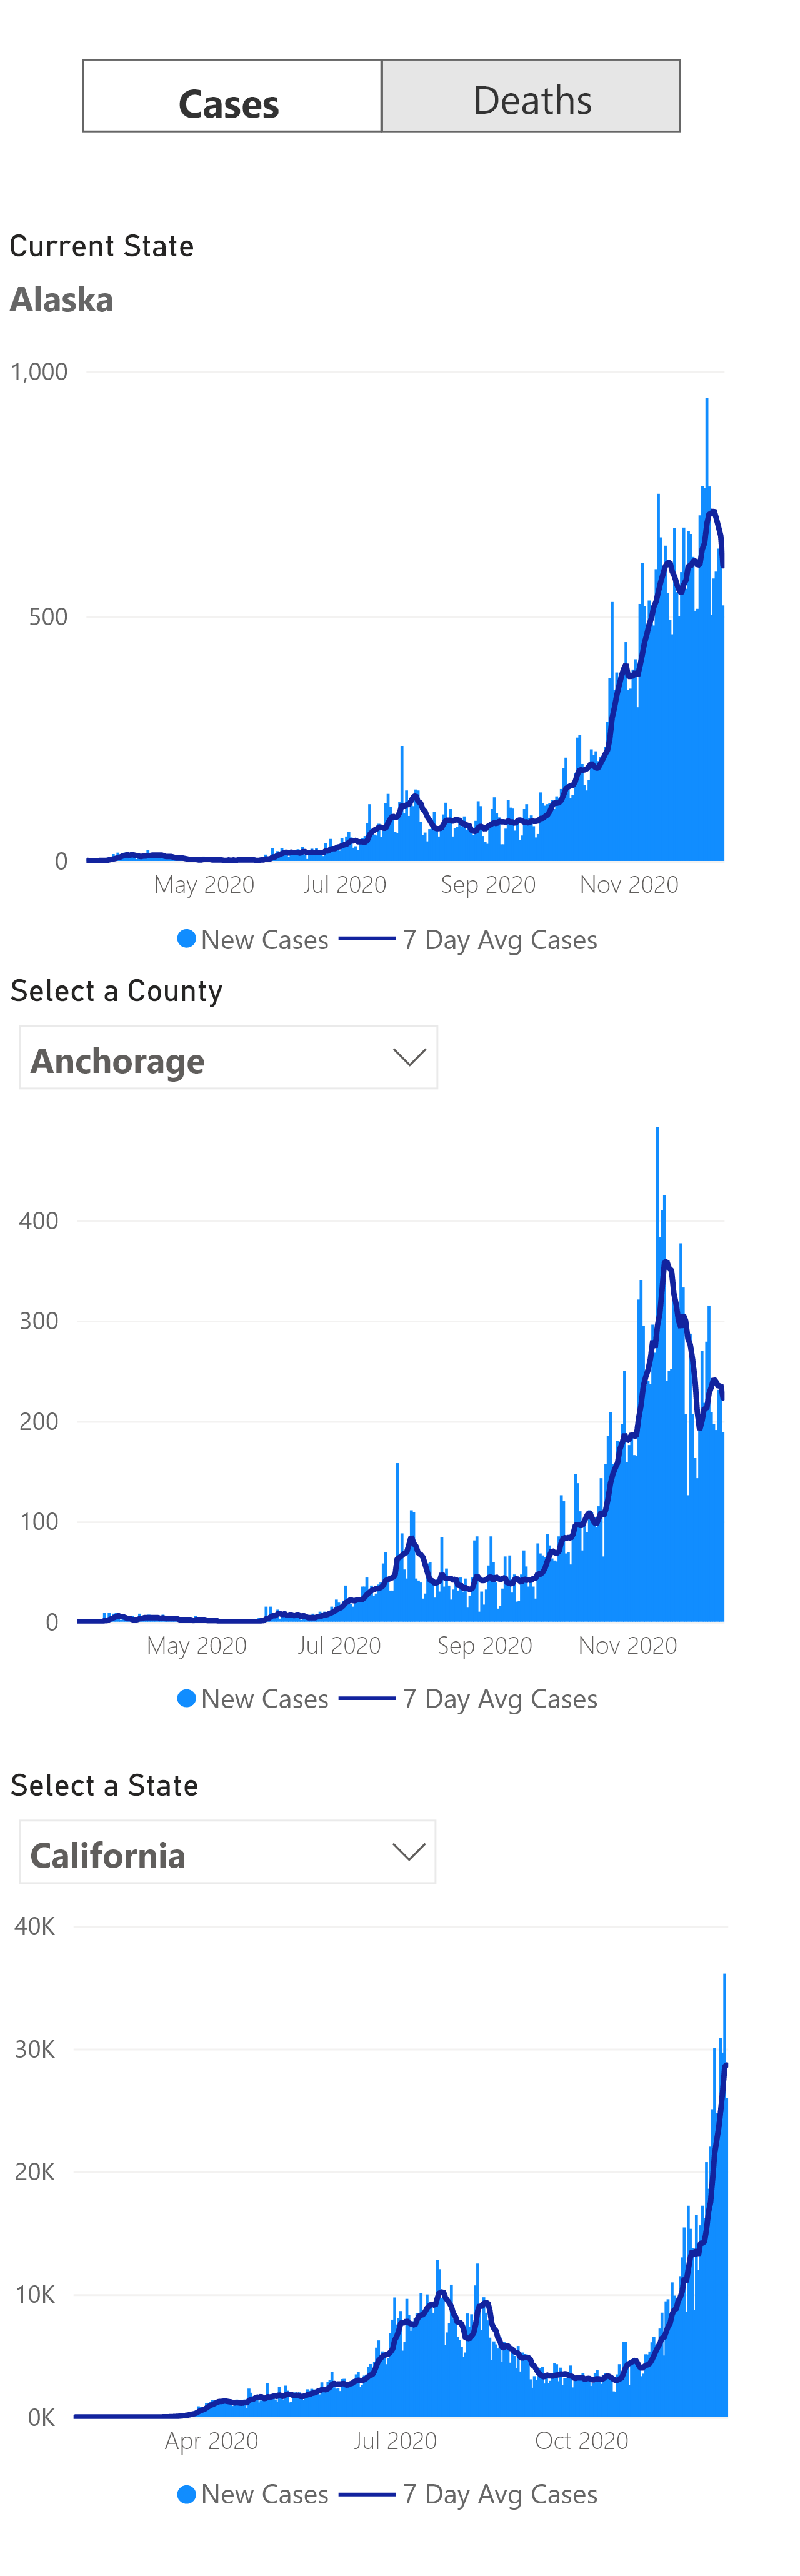 Cases Deaths
Current State
Alaska
1,000
500
0
May 2020 Jul 2020 Sep 2020 Nov 2020
New Cases 7 Day Avg Cases
Select a County
Anchorage
400
300
200
100
0
May 2020 Jul 2020 Sep 2020 Nov 2020
New Cases 7 Day Avg Cases
Select a State
California
40K
30K
20K
10K
0K
Apr 2020 Jul 2020 Oct 2020
New Cases 7 Day Avg Cases